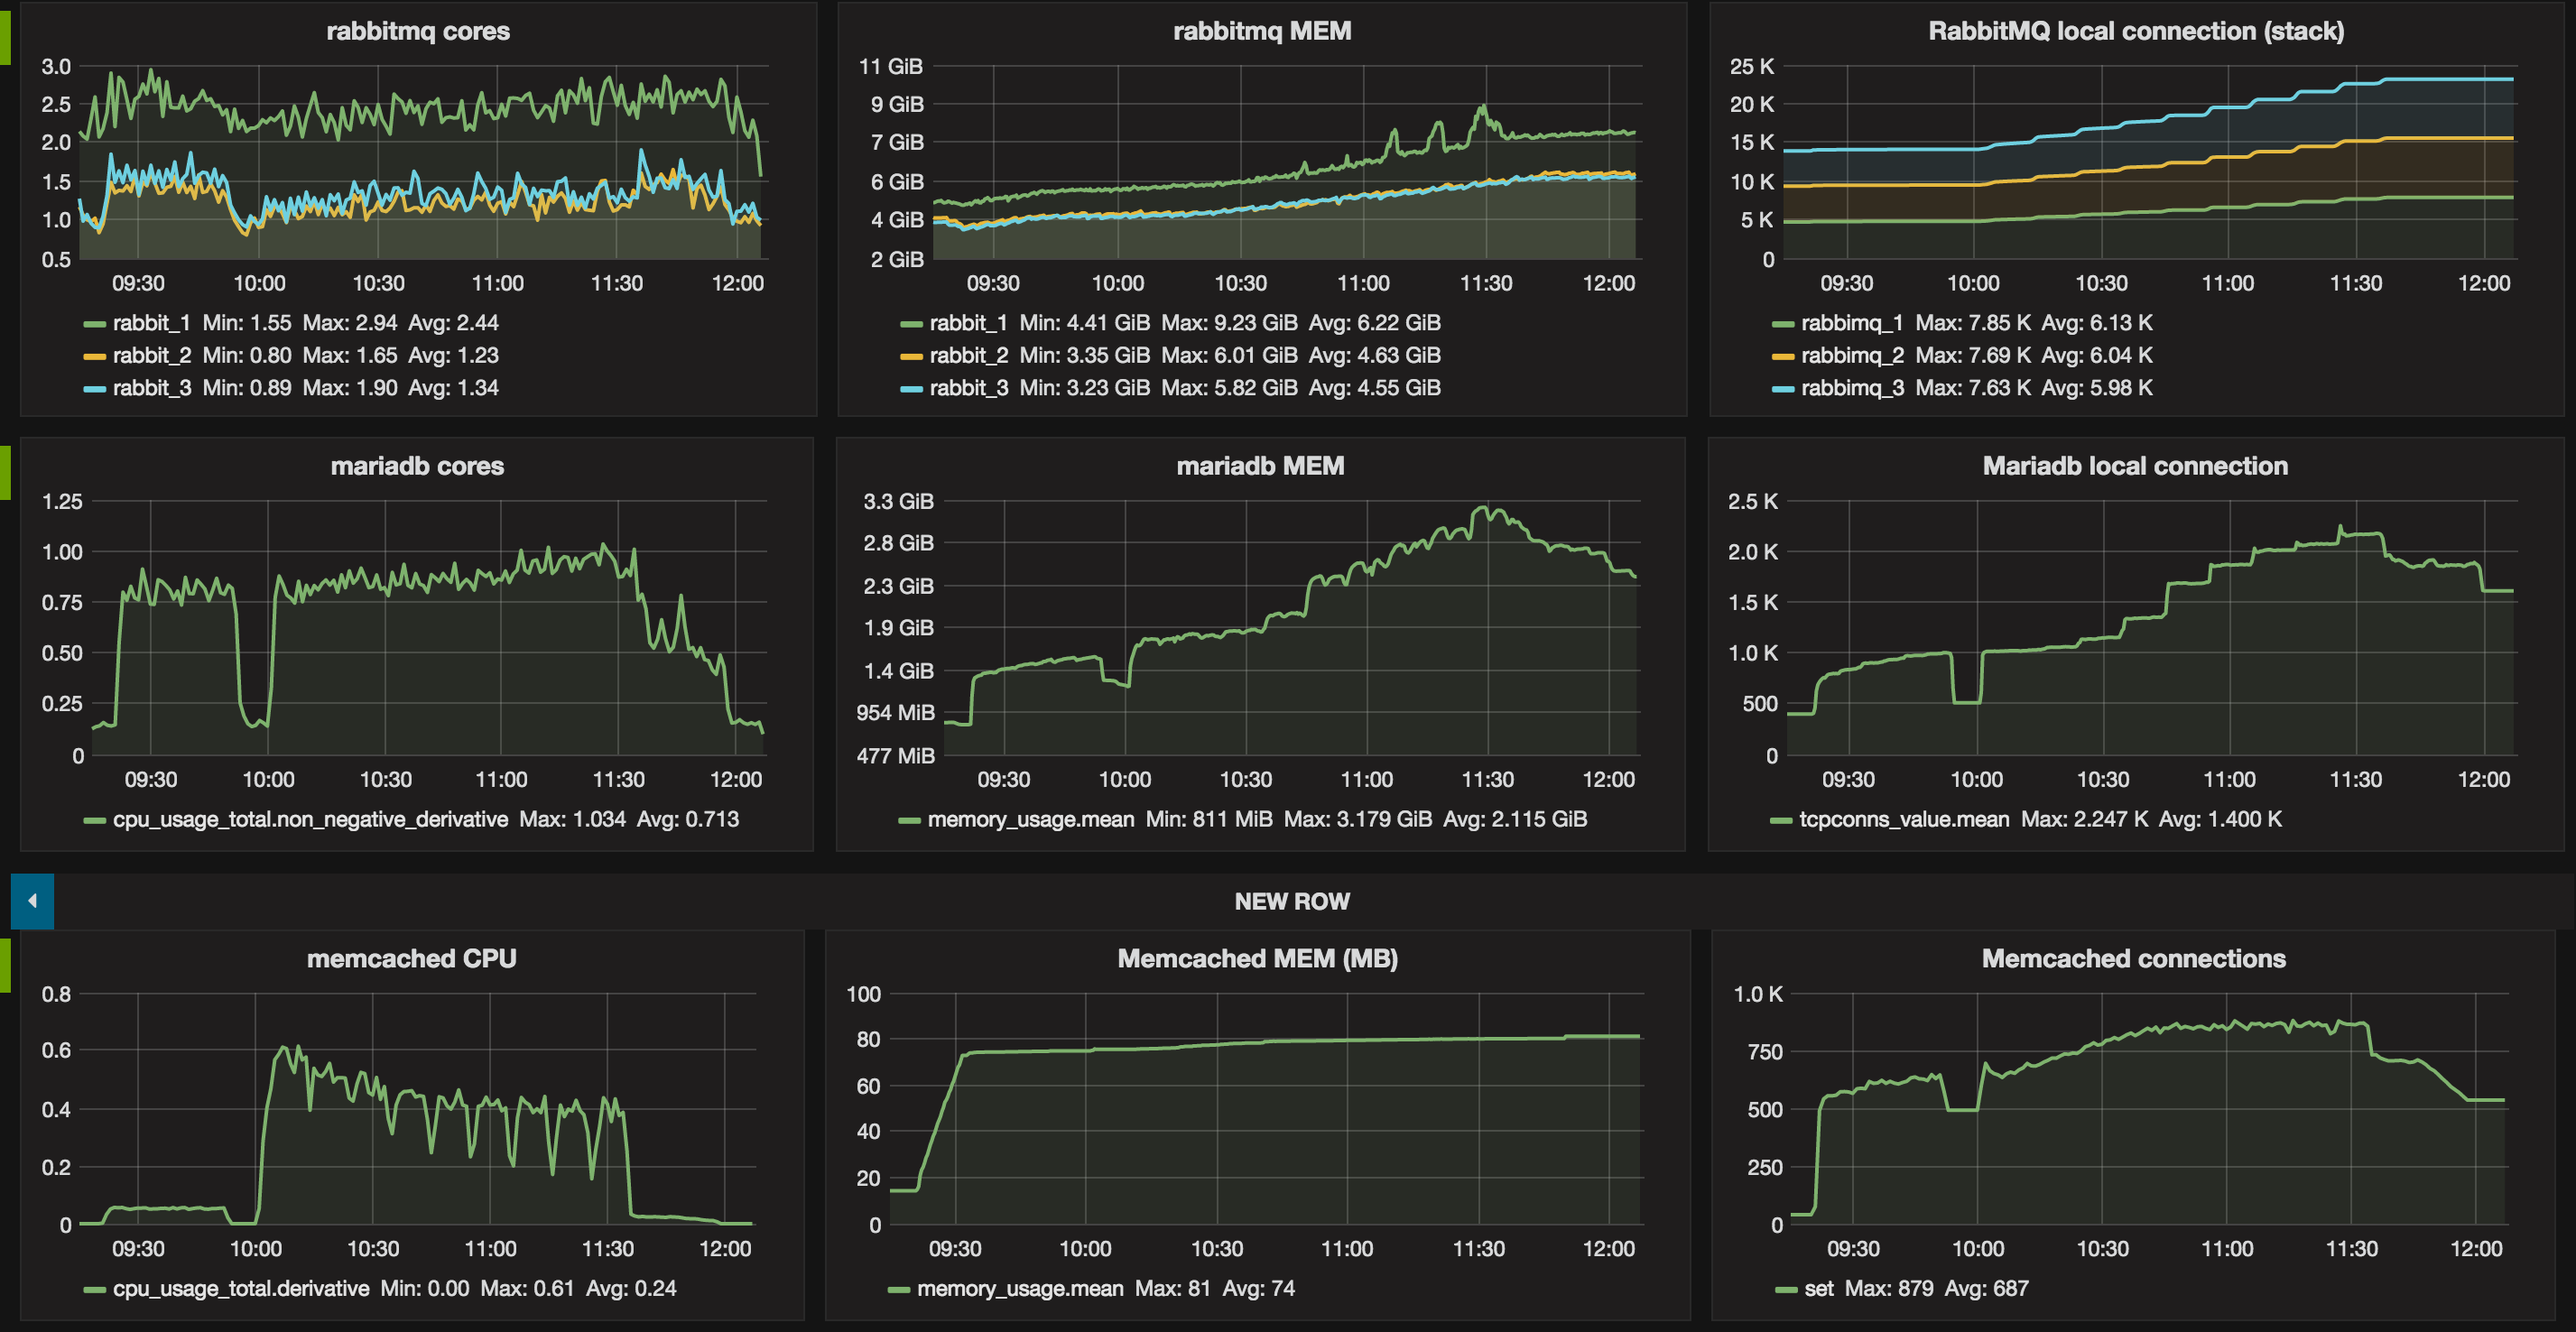 rabbitmq cores
3.0
2.5
2.0
1.5
1.0
0.5
09:30 10:00 10:30 11:00 11:30 12:00
rabbit_1 Min: 1.55 Max: 2.94 Avg: 2.44
rabbit_2 Min: 0.80 Max: 1.65 Avg: 1.23
rabbit_3 Min: 0.89 Max: 1.90 Avg: 1.34
rabbitmq MEM
11 GiB
9 GiB
7 GiB
6 GiB
4 GiB
2 GiB
09:30 10:00 10:30 11:00 11:30 12:00
rabbit_1 Min: 4.41 GiB Max: 9.23 GiB Avg: 6.22 GiB
rabbit_2 Min: 3.35 GiB Max: 6.01 GiB Avg: 4.63 GiB
rabbit_3 Min: 3.23 GiB Max: 5.82 GiB Avg: 4.55 GiB
RabbitMQ local connection (stack)
25 K
20 K
15 K
10 K
5 K
0
09:30 10:00 10:30 11:00 11:30 12:00
rabbimq_1 Max: 7.85 K Avg: 6.13 K
rabbimq_2 Max: 7.69 K Avg: 6.04 K
rabbimq_3 Max: 7.63 K Avg: 5.98 K
mariadb cores
1.25
1.00
0.75
0.50
0.25
0
09:30 10:00 10:30 11:00 11:30 12:00
cpu_usage_total.non_negative_derivative Max: 1.034 Avg: 0.713
mariadb MEM
3.3 GiB
2.8 GiB
2.3 GiB
1.9 GiB
1.4 GiB
954 MiB
477 MiB
09:30 10:00 10:30 11:00 11:30 12:00
memory_usage.mean Min: 811 MiB Max: 3.179 GiB Avg: 2.115 GiB
Mariadb local connection
2.5 K
2.0 K
1.5 K
1.0 K
500
0
09:30 10:00 10:30 11:00 11:30 12:00
tcpconns_value.mean Max: 2.247 K Avg: 1.400 K
NEW ROW
memcached CPU
0.8
0.6
0.4
0.2
0
09:30 10:00 10:30 11:00 11:30 12:00
cpu_usage_total.derivative Min: 0.00 Max: 0.61 Avg: 0.24
Memcached MEM (MB)
100
80
60
40
20
0
09:30 10:00 10:30 11:00 11:30 12:00
memory_usage.mean Max: 81 Avg: 74
Memcached connections
1.0 K
750
500
250
0
09:30 10:00 10:30 11:00 11:30 12:00
set Max: 879 Avg: 687